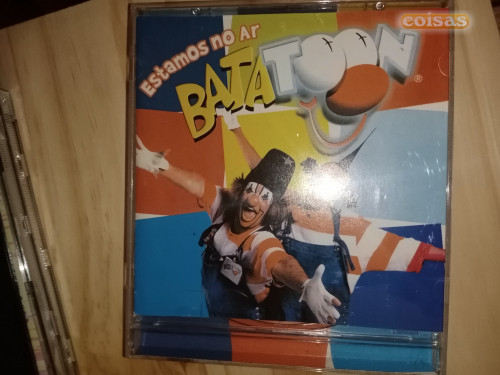 coisas
Estamos no Ar
BATATOON
®